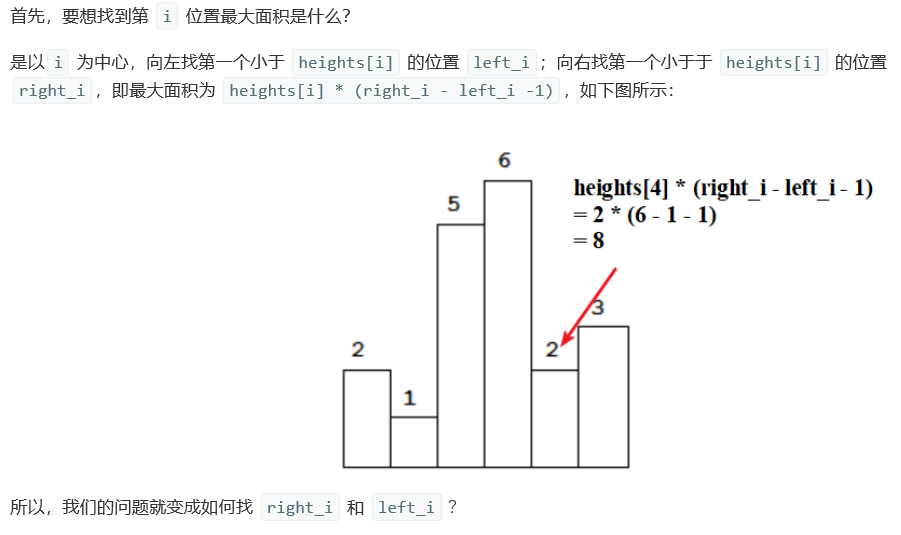 首先，要想找到第 i 位置最大面积是什么？
是以 i 为中心，向左找第一个小于 heights[i] 的位置 left_i；向右找第一个小于于 heights[i] 的位置
right_i，即最大面积为 heights[i] * (right_i - left_i -1)，如下图所示：
6
heights[4] * (right_i - left_i - 1)
5
= 2 * (6 - 1 - 1)
= 8
3
2
2
1
所以，我们的问题就变成如何找 right_i 和 left_i ？